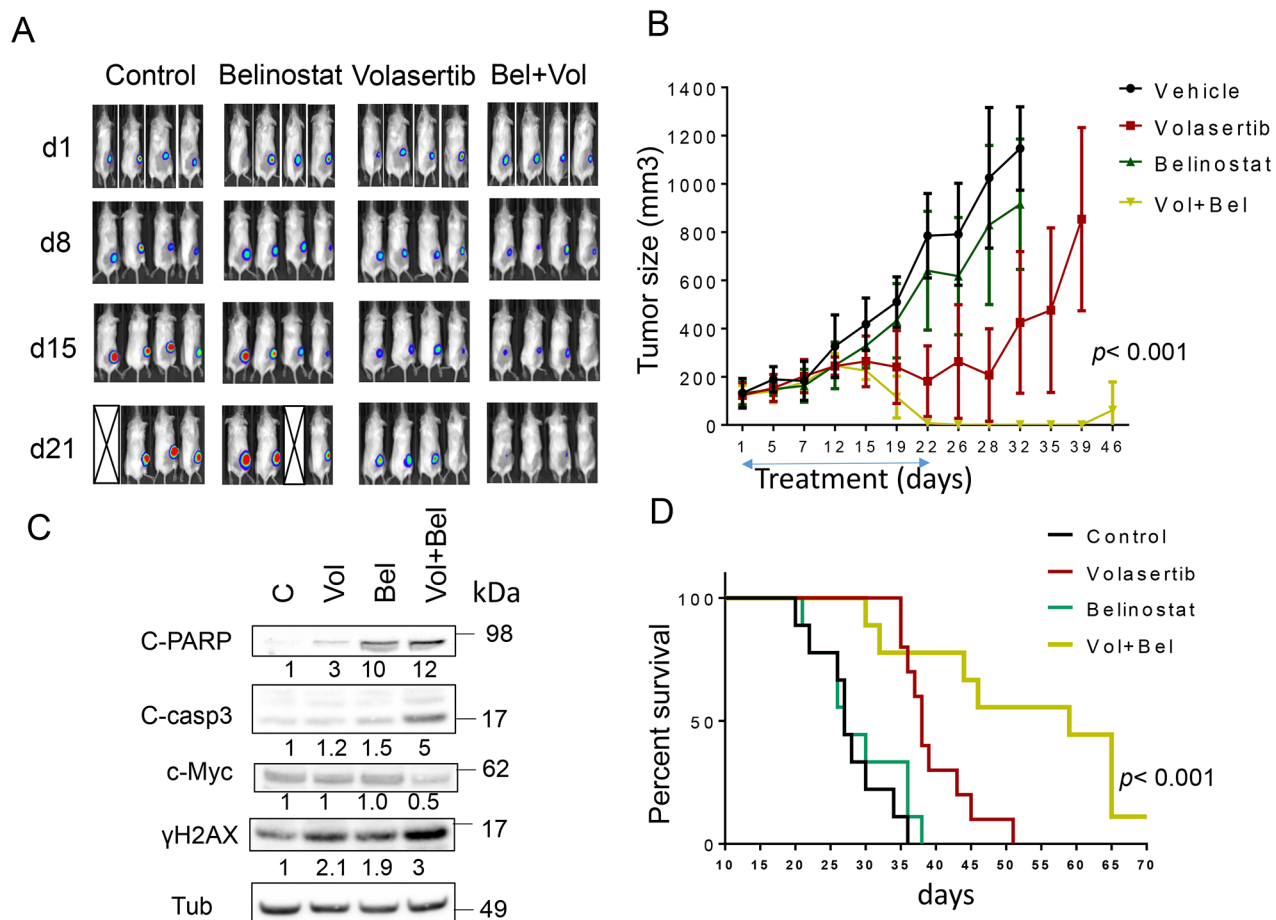 A
Control Belinostat Volasertib Bel+Vol
d1
d8
d15
d21
B
Tumor size (mm3)
1400
1200
1000
800
600
400
200
0
1 5 7 12 15 19 22 26 28 32 35 39 46
Treatment (days)
Vehicle
Volasertib
Belinostat
Vol+Bel
p< 0.001
C
C Vol Bel Vol+Bel kDa
C-PARP 98
1 3 10 12
C-casp3 17
1 1.2 1.5 5
c-Myc 62
1 1 1.0 0.5
γH2AX 17
1 2.1 1.9 3
Tub 49
D
Control
Volasertib
Belinostat
Vol+Bel
Percent survival
100
50
0
10 15 20 25 30 35 40 45 50 55 60 65 70
days
p< 0.001